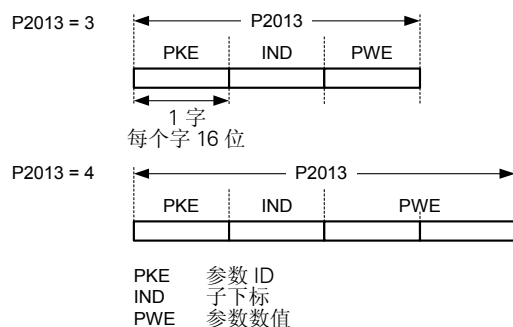 P2013 = 3
P2013
PKE IND PWE
1 字
每个字 16 位
P2013 = 4
P2013
PKE IND PWE
PKE 参数 ID
IND 子下标
PWE 参数数值